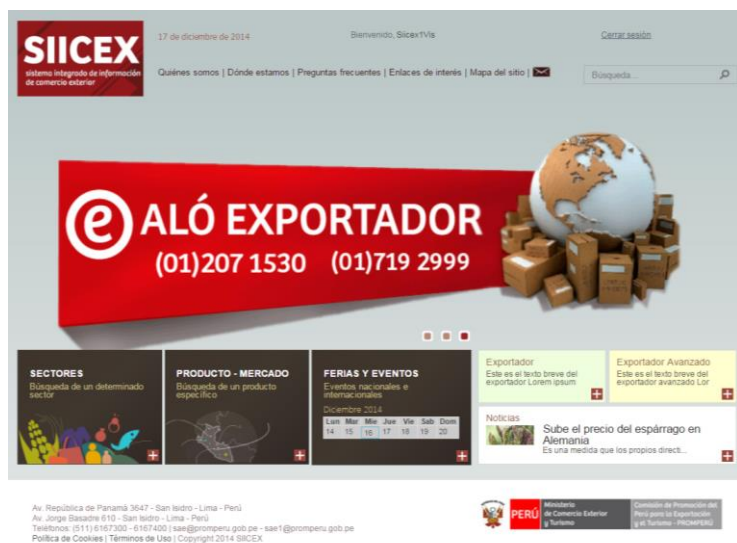 SIICEX
sistema integrado de información
de comercio exterior
17 de diciembre de 2014
Bienvenido, Siicex1Vis
Cerrar sesión
Quiénes somos | Dónde estamos | Preguntas frecuentes | Enlaces de interés | Mapa del sitio |
Búsqueda...
e ALÓ EXPORTADOR
(01)207 1530 (01)719 2999
SECTORES
Búsqueda de un determinado
sector
PRODUCTO - MERCADO
Búsqueda de un producto
específico
FERIAS Y EVENTOS
Eventos nacionales e
internacionales
Diciembre 2014
Lun Mar Mie Jue Vie Sab Dom
14 15 16 17 18 19 20
Exportador
Este es el texto breve del
exportador Lorem ipsum
Exportador Avanzado
Este es el texto breve del
exportador avanzado Lor
Noticias
Sube el precio del espárrago en
Alemania
Es una medida que los propios directi...
Av. República de Panamá 3647 - San Isidro - Lima - Perú
Av. Jorge Basadre 610 - San Isidro - Lima - Perú
Teléfonos: (511) 6167300 - 6167400 | sae@promperu.gob.pe - sae1@promperu.gob.pe
Política de Cookies | Términos de Uso | Copyright 2014 SIICEX
PERÚ
Ministerio
de Comercio Exterior
y Turismo
Comisión de Promoción del
Perú para la Exportación
y el Turismo - PROMPERÚ